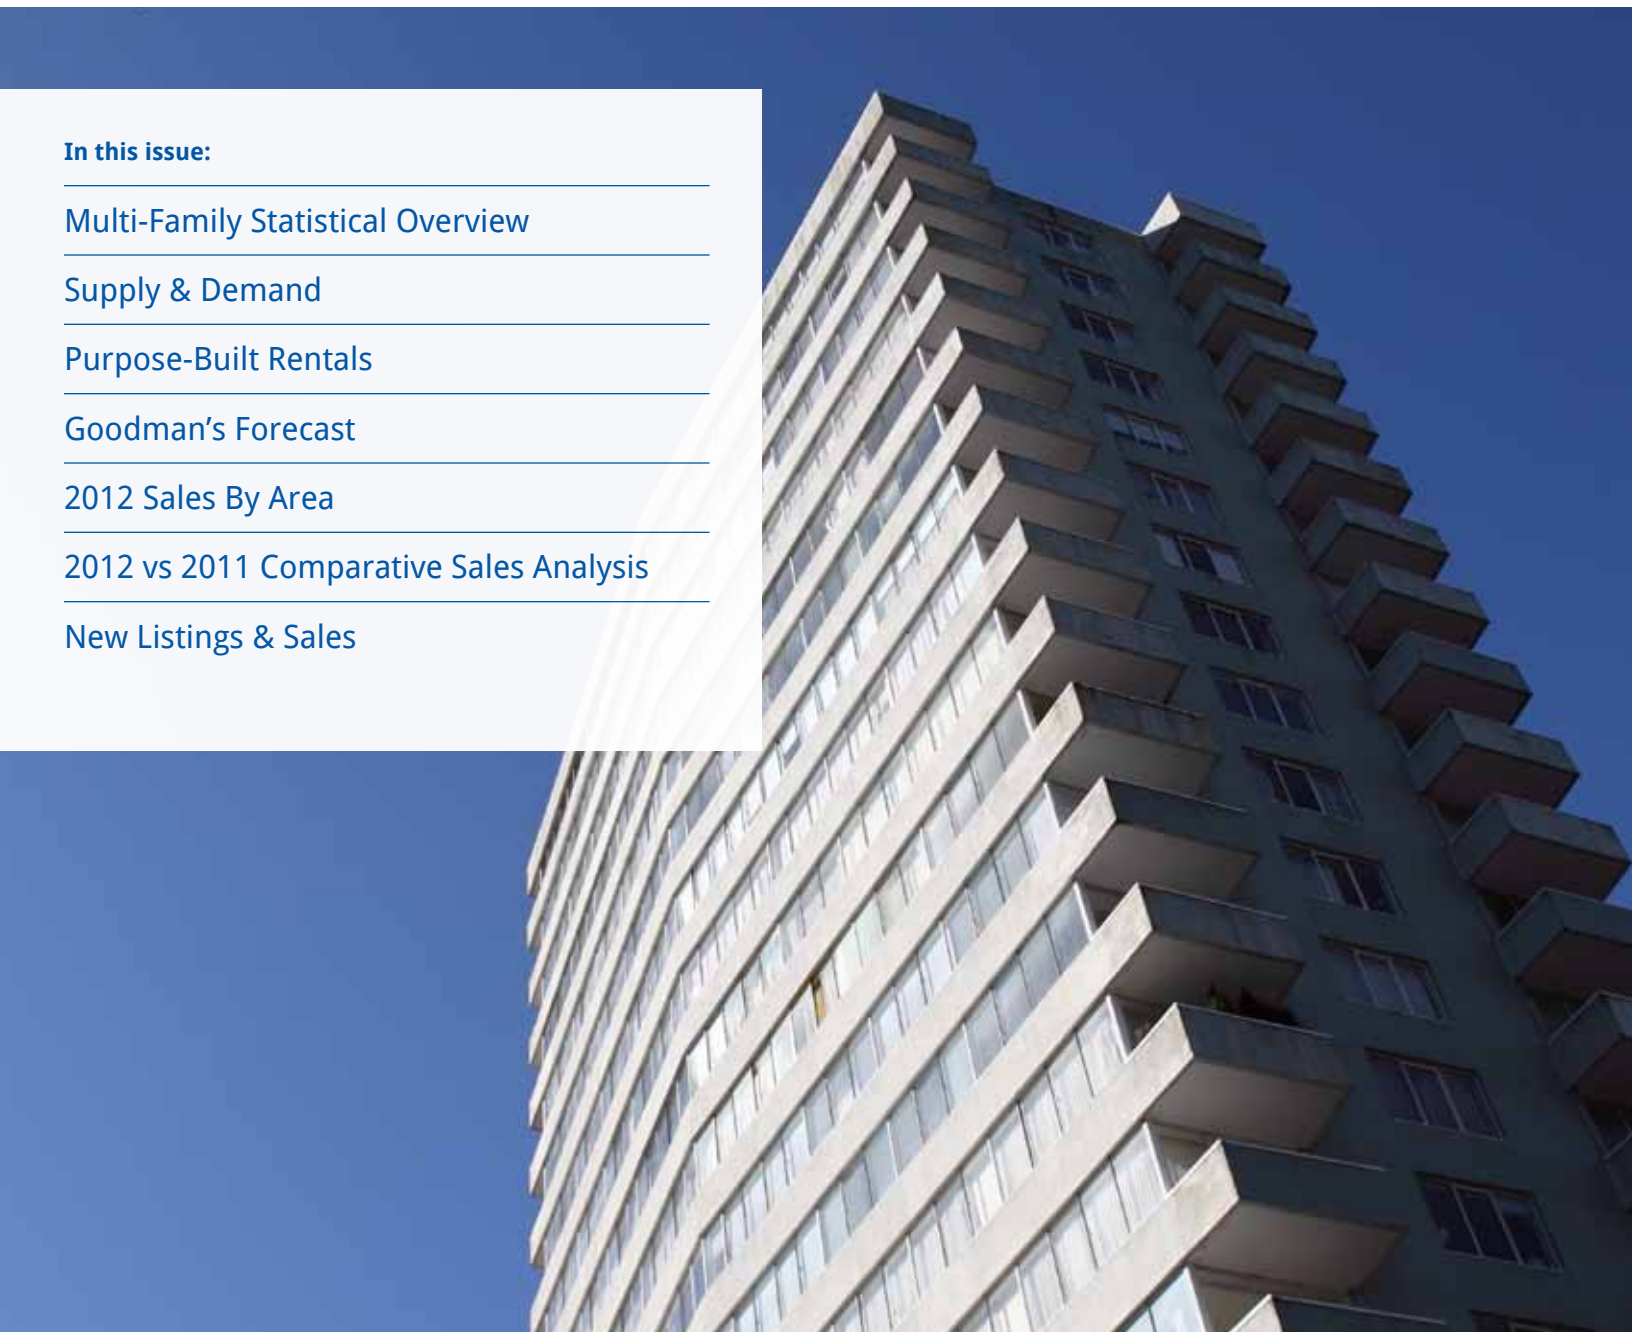 In this issue:
Multi-Family Statistical Overview
Supply & Demand
Purpose-Built Rentals
Goodman’s Forecast
2012 Sales By Area
2012 vs 2011 Comparative Sales Analysis
New Listings & Sales